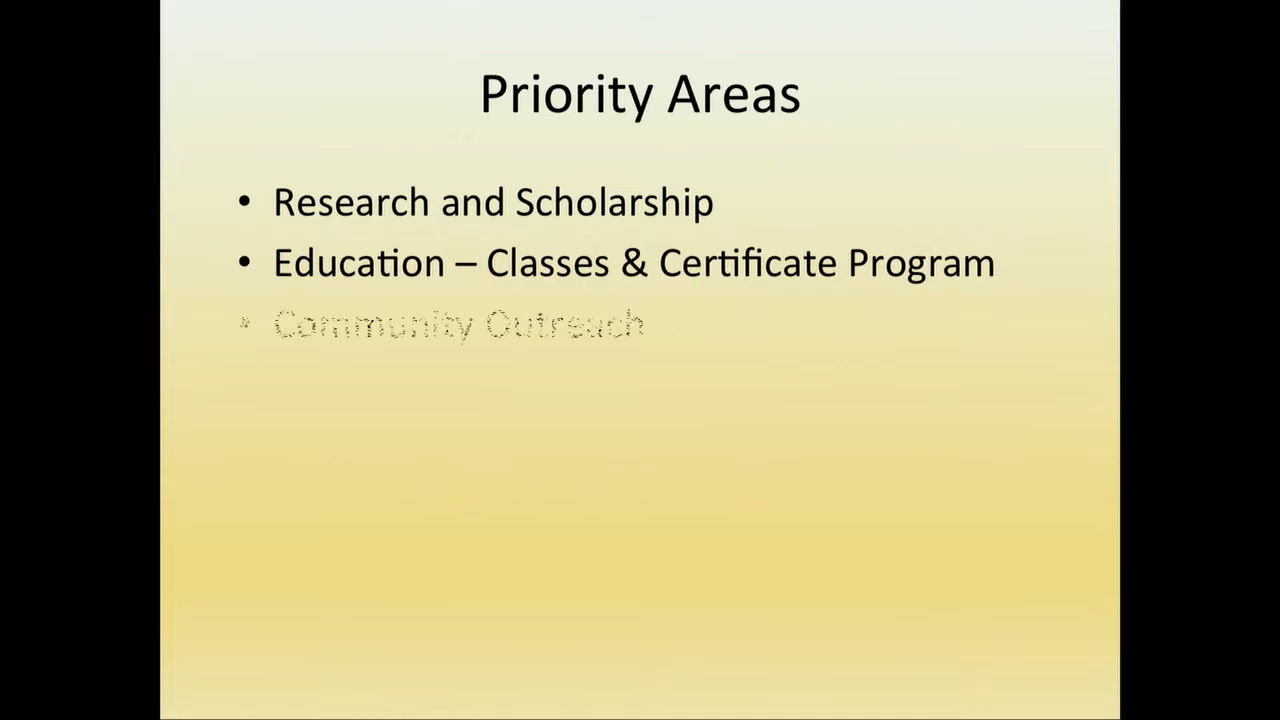 Priority Areas
• Research and Scholarship
• Education – Classes & Certificate Program
• Community Outreach